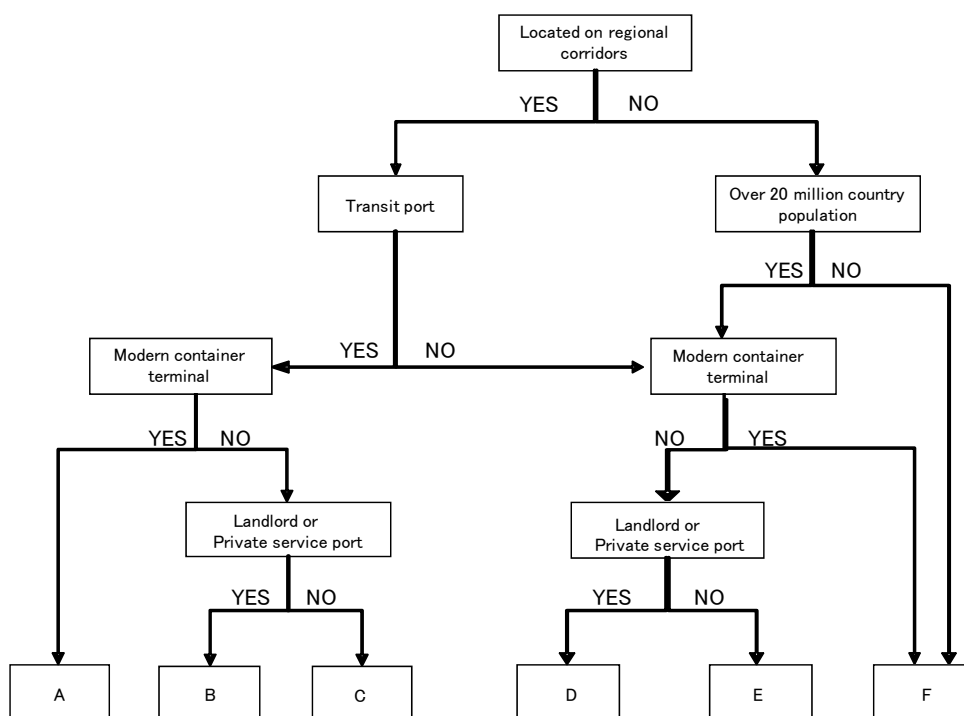 Located on regional
corridors
YES NO
Transit port
Over 20 million country
population
YES NO
Modern container
terminal
YES NO
Modern container
terminal
YES NO
NO YES
Landlord or
Private service port
Landlord or
Private service port
YES NO
YES NO
A
B
C
D
E
F